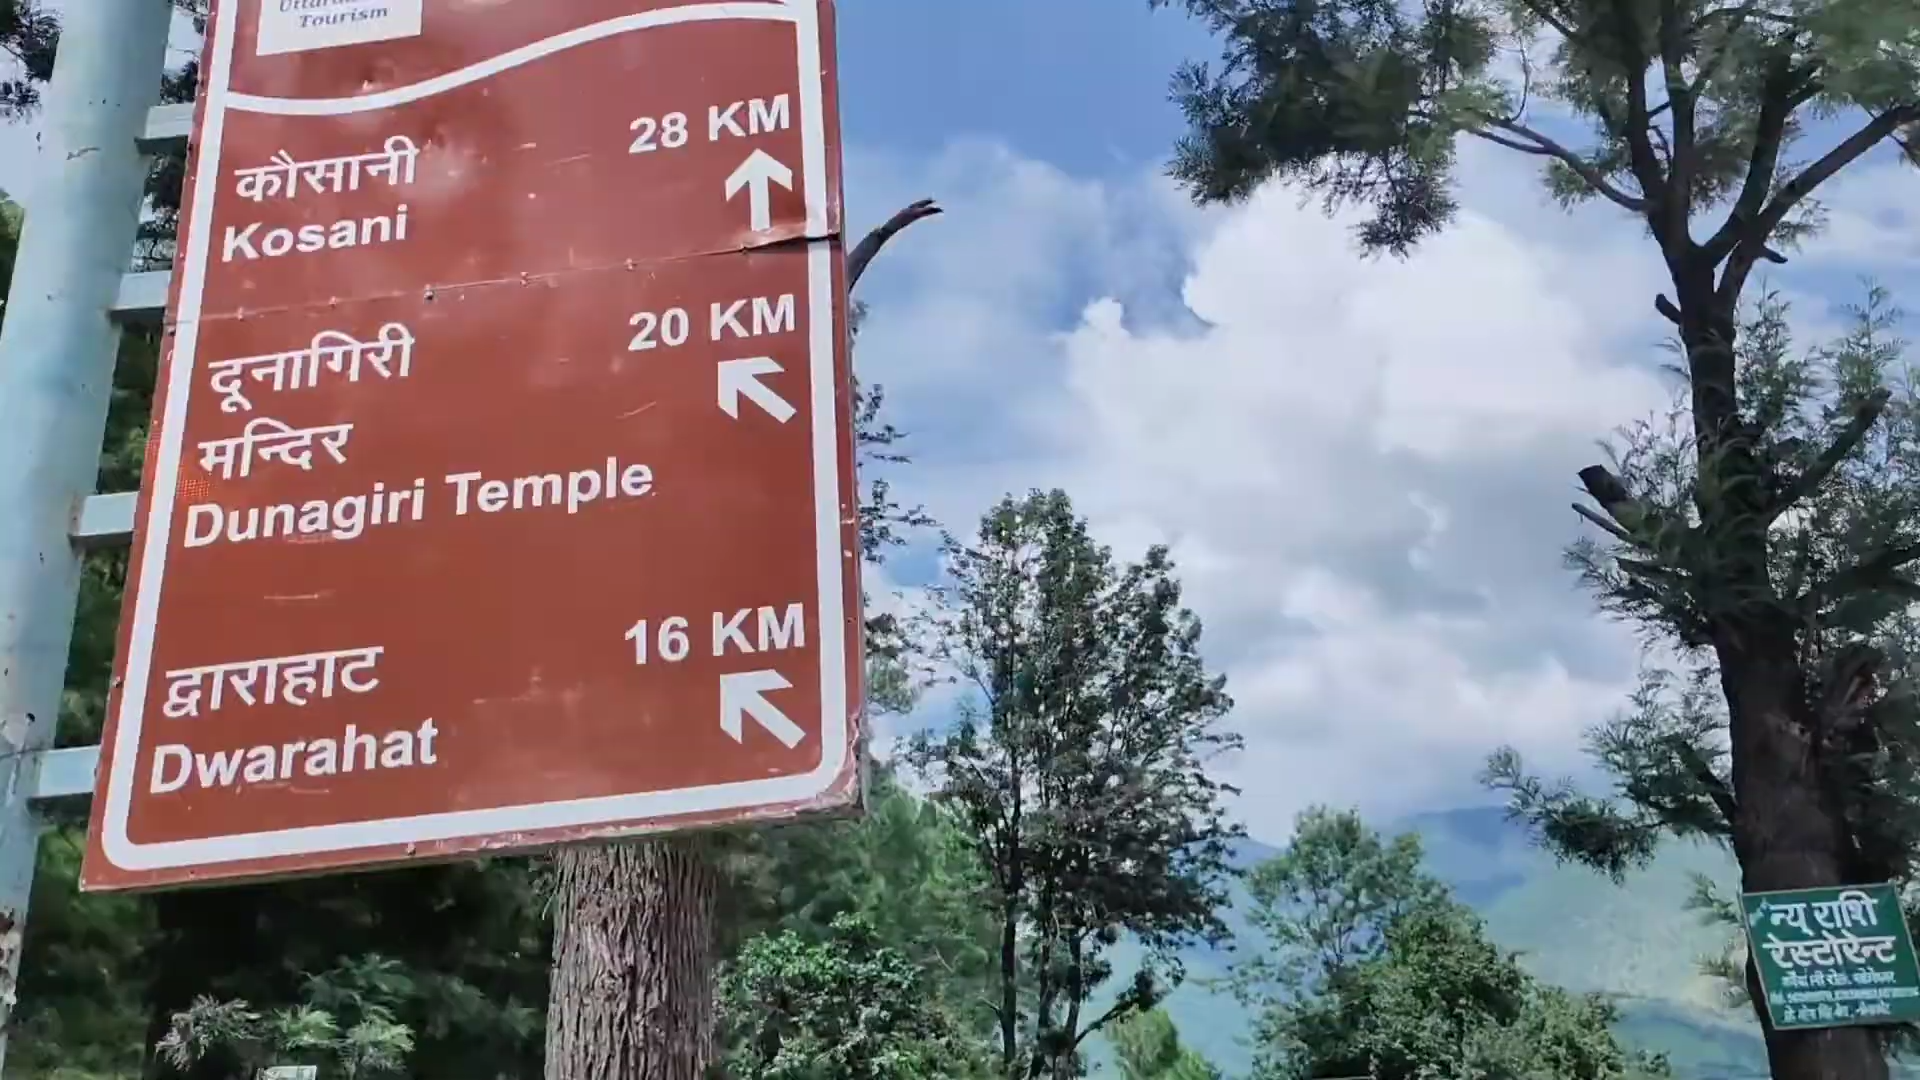 Tourism
28 KM
कौसानी
Kosani
20 KM
दूनागिरी
मन्दिर
Dunagiri Temple
16 KM
द्वाराहाट
Dwarahat
न्यू राशि
रेस्टोरेन्ट